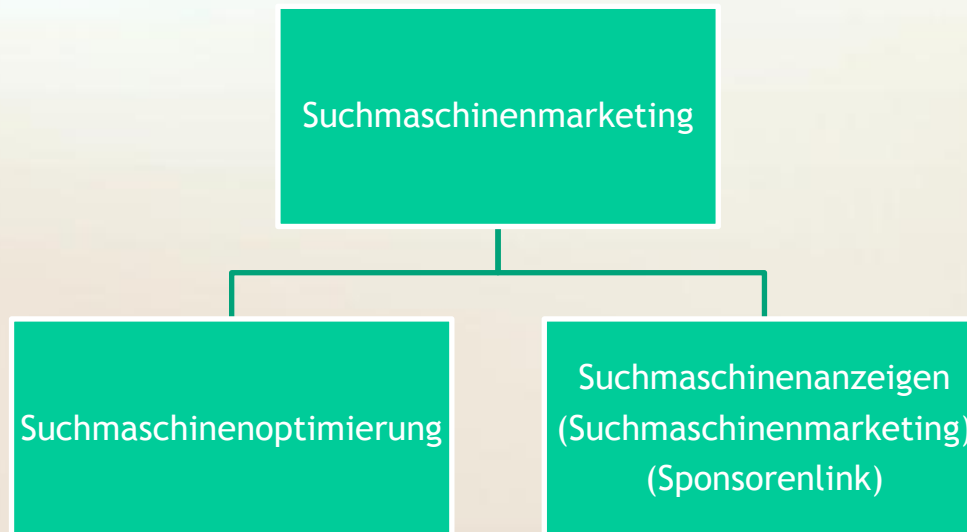 Suchmaschinenmarketing
Suchmaschinenoptimierung
Suchmaschinenanzeigen
(Suchmaschinenmarketing)
(Sponsorenlink)